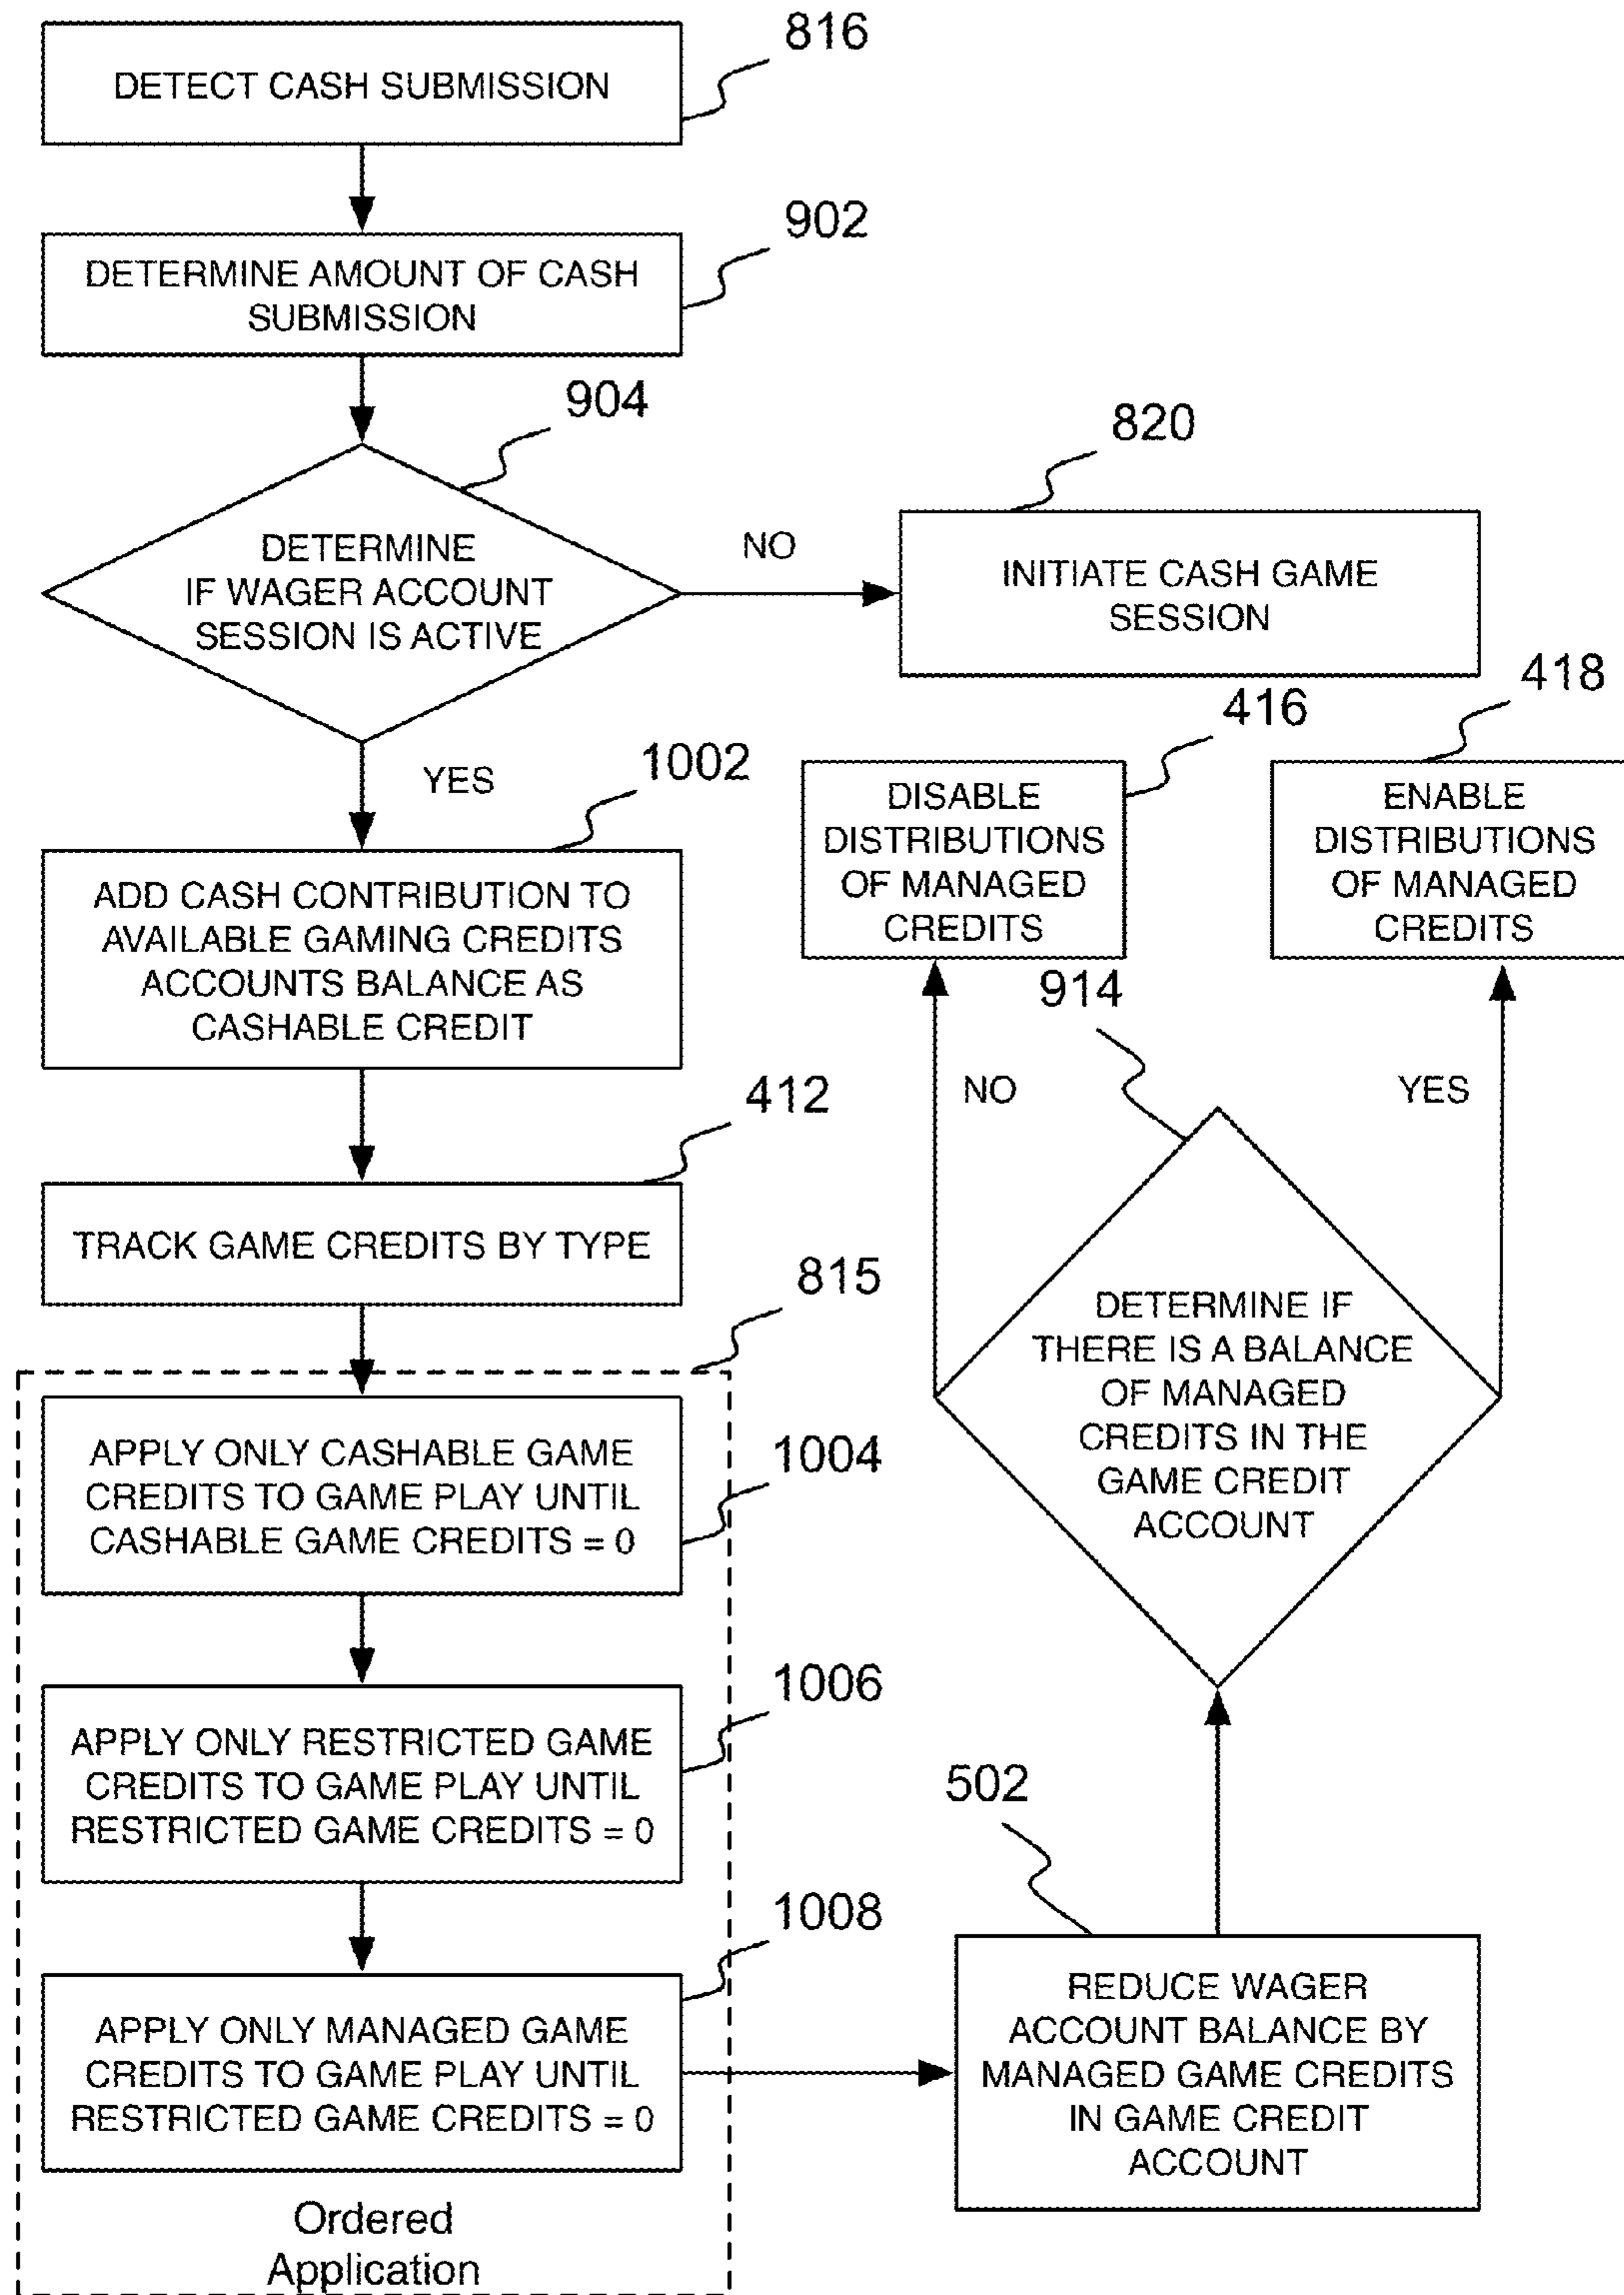 816
DETECT CASH SUBMISSION
902
DETERMINE AMOUNT OF CASH
SUBMISSION
904
DETERMINE
IF WAGER ACCOUNT
SESSION IS ACTIVE
NO
820
INITIATE CASH GAME
SESSION
YES
1002
ADD CASH CONTRIBUTION TO
AVAILABLE GAMING CREDITS
ACCOUNTS BALANCE AS
CASHABLE CREDIT
412
TRACK GAME CREDITS BY TYPE
815
APPLY ONLY CASHABLE GAME
CREDITS TO GAME PLAY UNTIL
CASHABLE GAME CREDITS = 0
1004
APPLY ONLY RESTRICTED GAME
CREDITS TO GAME PLAY UNTIL
RESTRICTED GAME CREDITS = 0
1006
APPLY ONLY MANAGED GAME
CREDITS TO GAME PLAY UNTIL
RESTRICTED GAME CREDITS = 0
1008
Ordered
Application
502
REDUCE WAGER
ACCOUNT BALANCE BY
MANAGED GAME CREDITS
IN GAME CREDIT
ACCOUNT
914
DETERMINE IF
THERE IS A BALANCE
OF MANAGED
CREDITS IN THE
GAME CREDIT
ACCOUNT
NO
416
DISABLE
DISTRIBUTIONS
OF MANAGED
CREDITS
YES
418
ENABLE
DISTRIBUTIONS
OF MANAGED
CREDITS